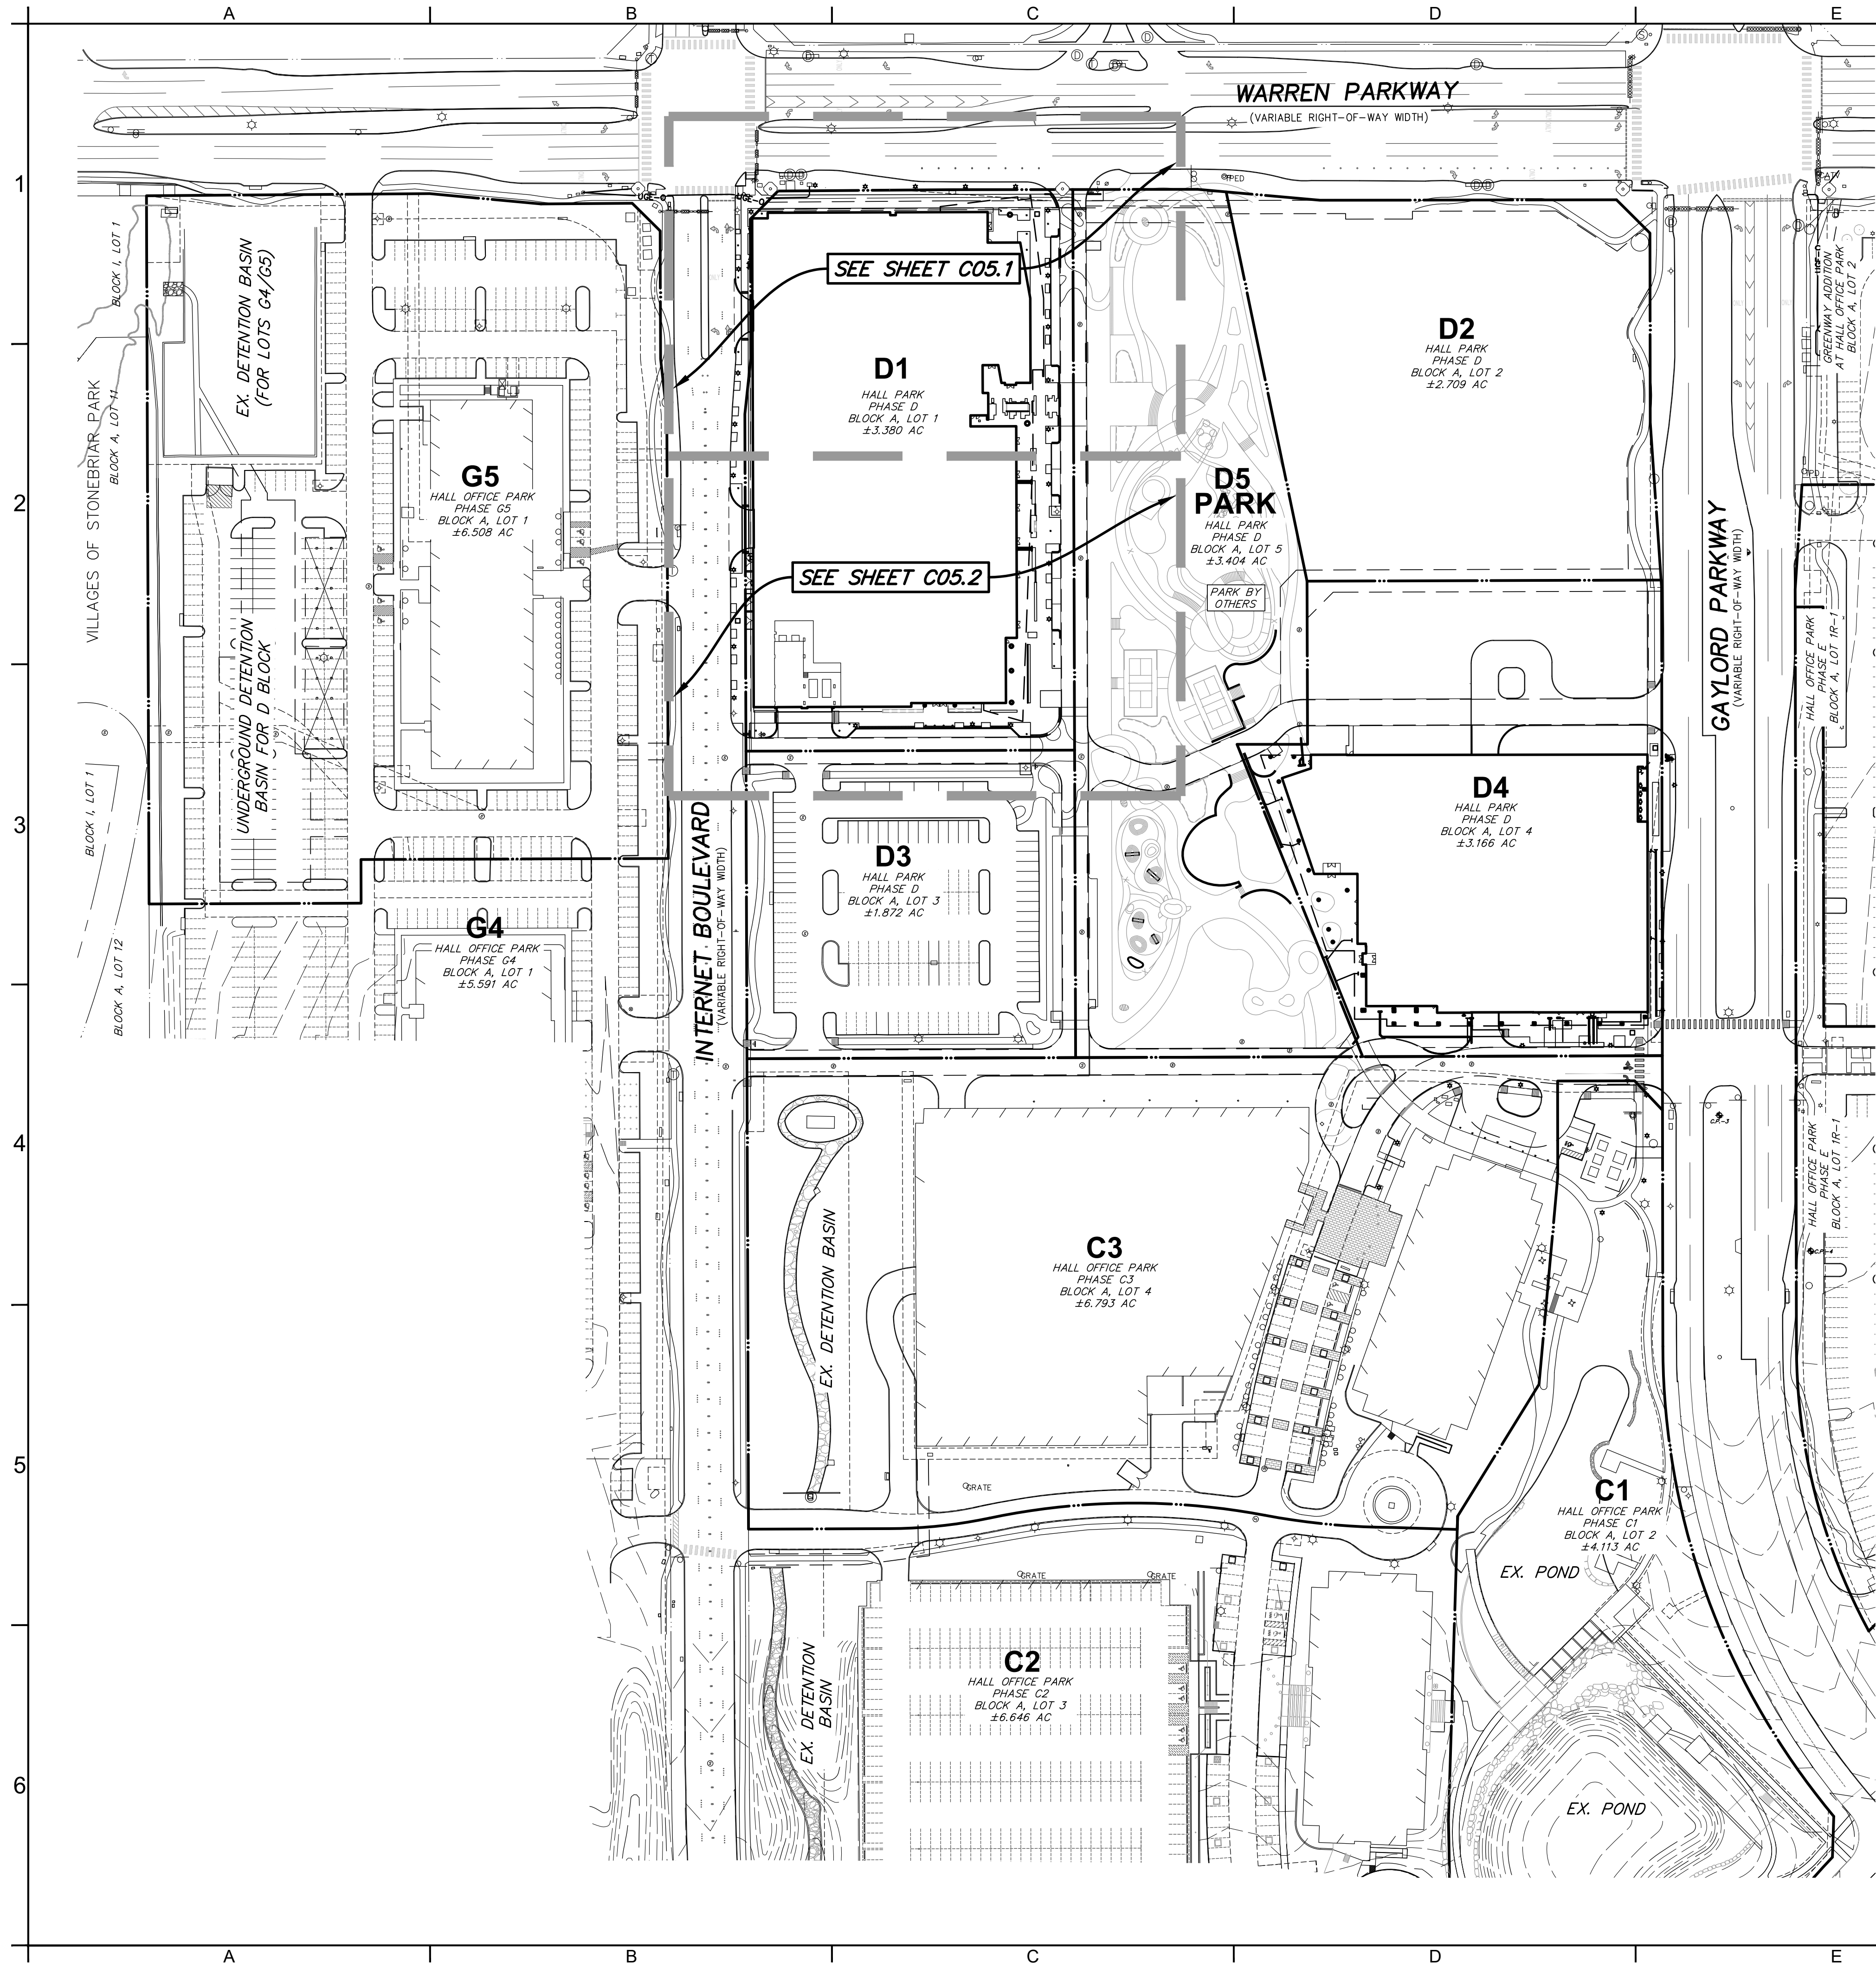 A
B
C
D
E
WARREN PARKWAY
(VARIABLE RIGHT-OF-WAY WIDTH)
1
2
3
4
5
6
BLOCK I, LOT 1
VILLAGES OF STONEBRIAR PARK
BLOCK A, LOT 11
BLOCK I, LOT 1
BLOCK A, LOT 12
EX. DETENTION BASIN
(FOR LOTS G4/G5)
UNDERGROUND DETENTION
BASIN FOR D BLOCK
G5
HALL OFFICE PARK
PHASE G5
BLOCK A, LOT 1
±6.508 AC
G4
HALL OFFICE PARK
PHASE G4
BLOCK A, LOT 1
±5.591 AC
UGE-0
UGE-0
INTERNET BOULEVARD
(VARIABLE RIGHT-OF-WAY WIDTH)
SEE SHEET C05.1
D1
HALL PARK
PHASE D
BLOCK A, LOT 1
±3.380 AC
SEE SHEET C05.2
D2
HALL PARK
PHASE D
BLOCK A, LOT 2
±2.709 AC
D5
PARK
HALL PARK
PHASE D
BLOCK A, LOT 5
±3.404 AC
PARK BY
OTHERS
D3
HALL PARK
PHASE D
BLOCK A, LOT 3
±1.872 AC
D4
HALL PARK
PHASE D
BLOCK A, LOT 4
±3.166 AC
GAYLORD PARKWAY
(VARIABLE RIGHT-OF-WAY WIDTH)
GREENWAY ADDITION
AT HALL OFFICE PARK
BLOCK A, LOT 2
HALL OFFICE PARK
PHASE E
BLOCK A, LOT 1R-1
HALL OFFICE PARK
PHASE E
BLOCK A, LOT 1R-1
C.P.-3
C.P.-4
EX. DETENTION BASIN
C3
HALL OFFICE PARK
PHASE C3
BLOCK A, LOT 4
±6.793 AC
GRATE
GRATE
GRATE
C1
HALL OFFICE PARK
PHASE C1
BLOCK A, LOT 2
±4.113 AC
EX. POND
EX. DETENTION
BASIN
C2
HALL OFFICE PARK
PHASE C2
BLOCK A, LOT 3
±6.646 AC
EX. POND
A
B
C
D
E